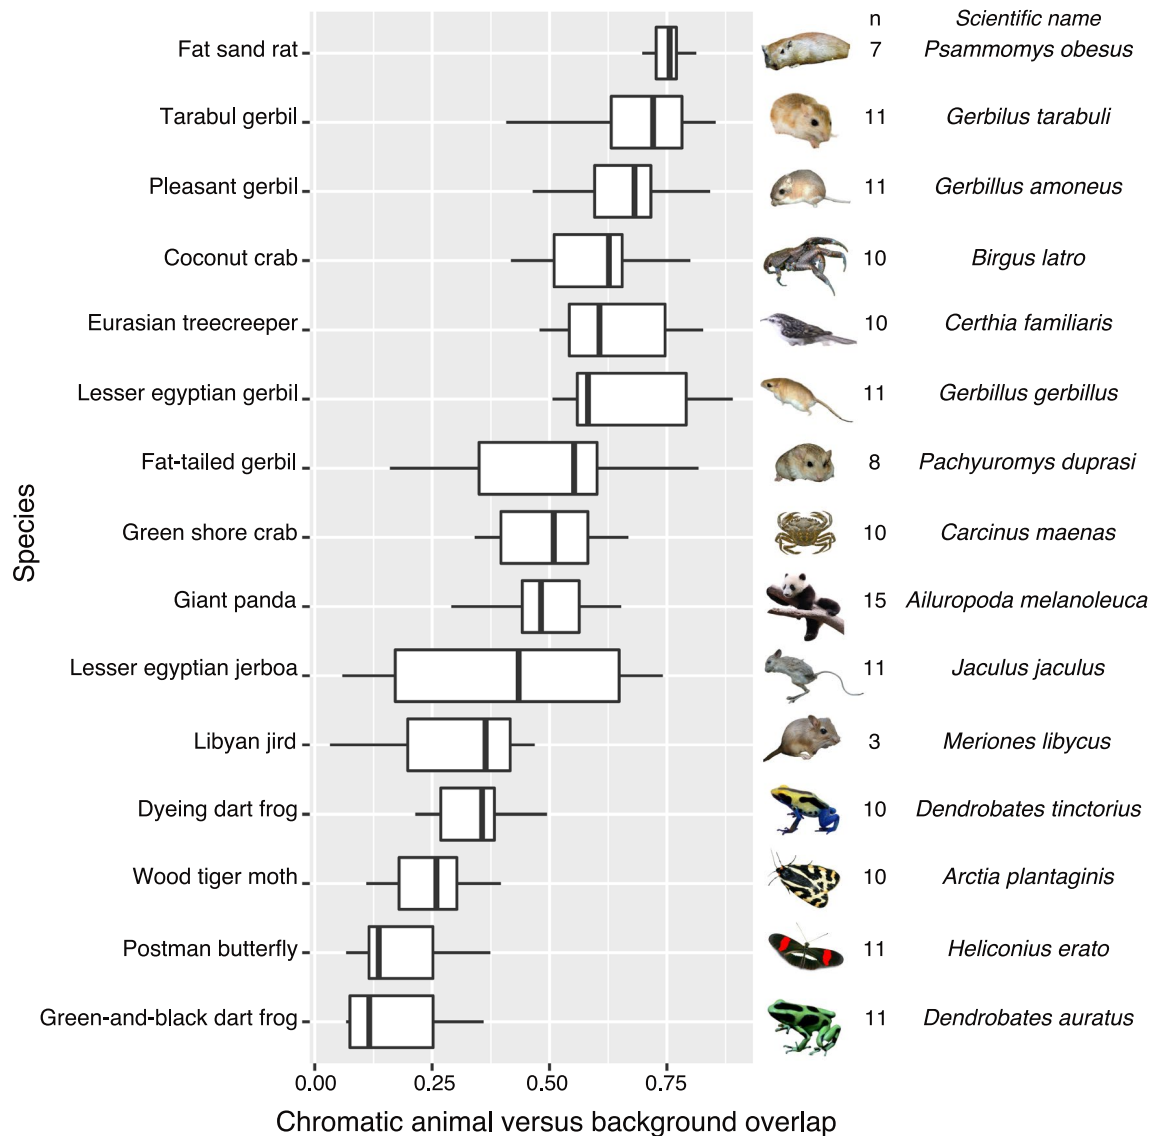 n Scientific name
Fat sand rat 7 Psammomys obesus
Tarabul gerbil 11 Gerbilus tarabuli
Pleasant gerbil 11 Gerbillus amoneus
Coconut crab 10 Birgus latro
Eurasian treecreeper 10 Certhia familiaris
Lesser egyptian gerbil 11 Gerbillus gerbillus
Fat-tailed gerbil 8 Pachyuromys duprasi
Green shore crab 10 Carcinus maenas
Giant panda 15 Ailuropoda melanoleuca
Lesser egyptian jerboa 11 Jaculus jaculus
Libyan jird 3 Meriones libycus
Dyeing dart frog 10 Dendrobates tinctorius
Wood tiger moth 10 Arctia plantaginis
Postman butterfly 11 Heliconius erato
Green-and-black dart frog 11 Dendrobates auratus
Species
0.00 0.25 0.50 0.75
Chromatic animal versus background overlap